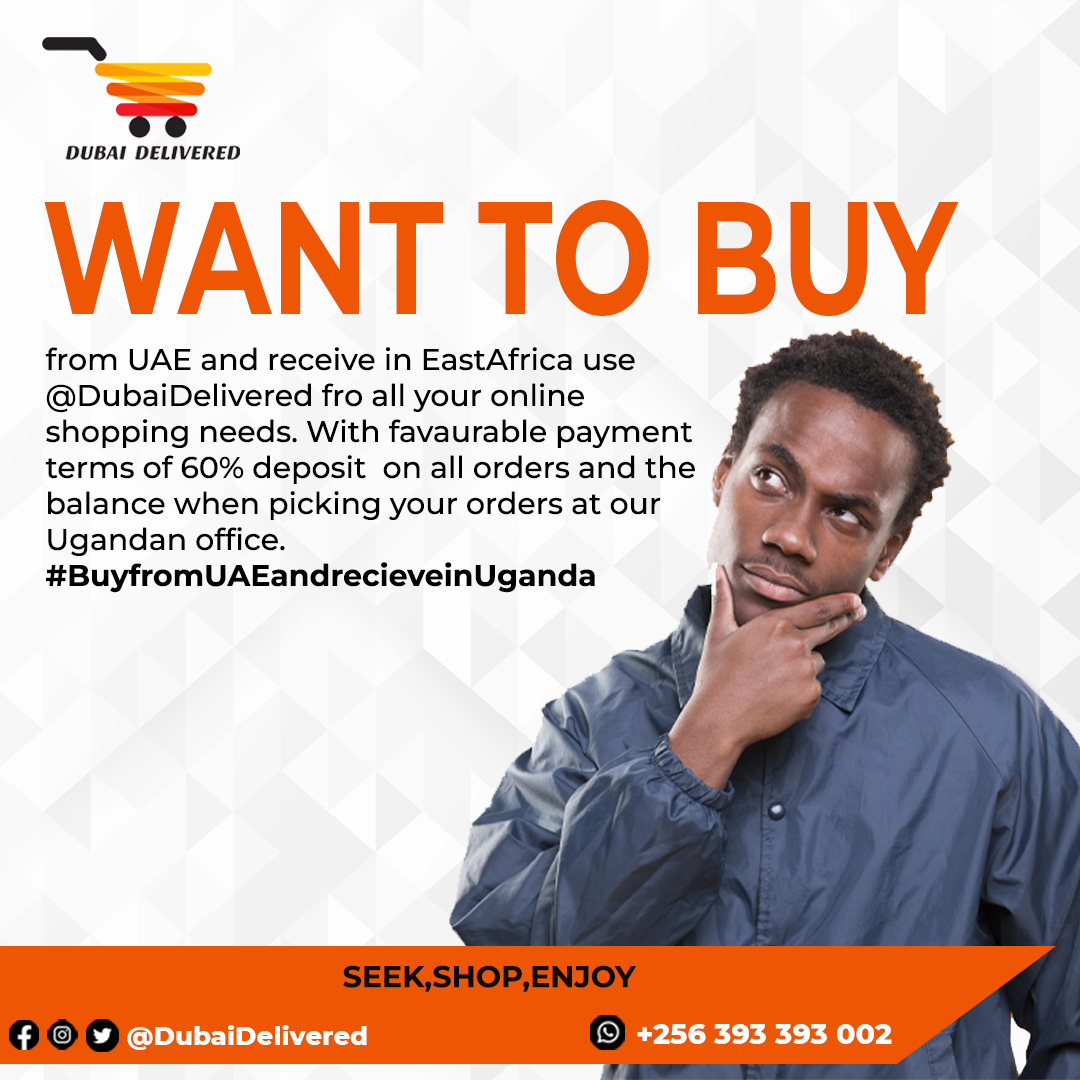 DUBAI DELIVERED
WANT TO BUY
from UAE and receive in EastAfrica use
@DubaiDelivered fro all your online
shopping needs. With favaurable payment
terms of 60% deposit  on all orders and the
balance when picking your orders at our
Ugandan office.
#BuyfromUAEandrecieveinUganda
SEEK,SHOP,ENJOY
@DubaiDelivered
+256 393 393 002